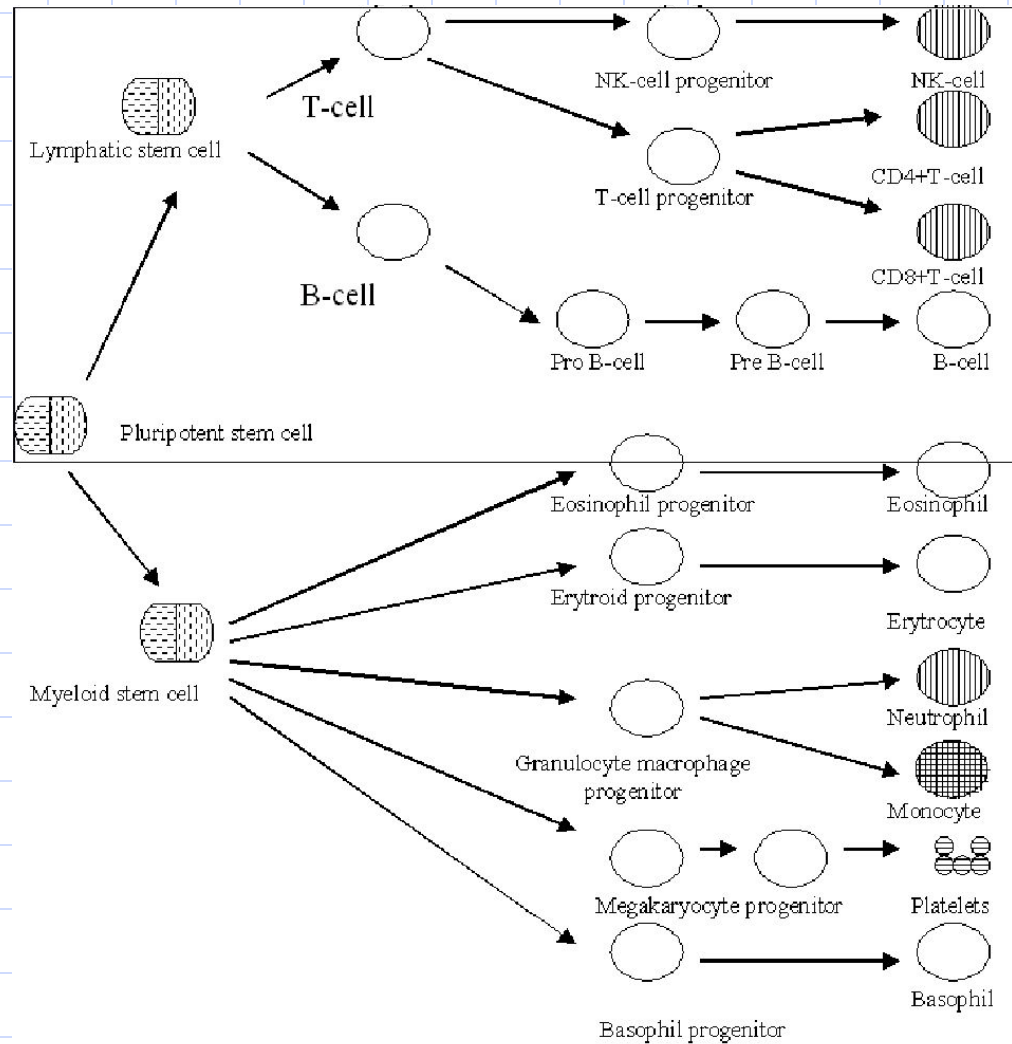 NK-cell progenitor
NK-cell
T-cell
Lymphatic stem cell
CD4+T-cell
T-cell progenitor
CD8+T-cell
B-cell
Pro B-cell
Pre B-cell
B-cell
Pluripotent stem cell
Eosinophil progenitor
Eosinophil
Erytroid progenitor
Erytrocyte
Myeloid stem cell
Neutrophil
Granulocyte macrophage
progenitor
Monocyte
Megakaryocyte progenitor
Platelets
Basophil
Basophil progenitor